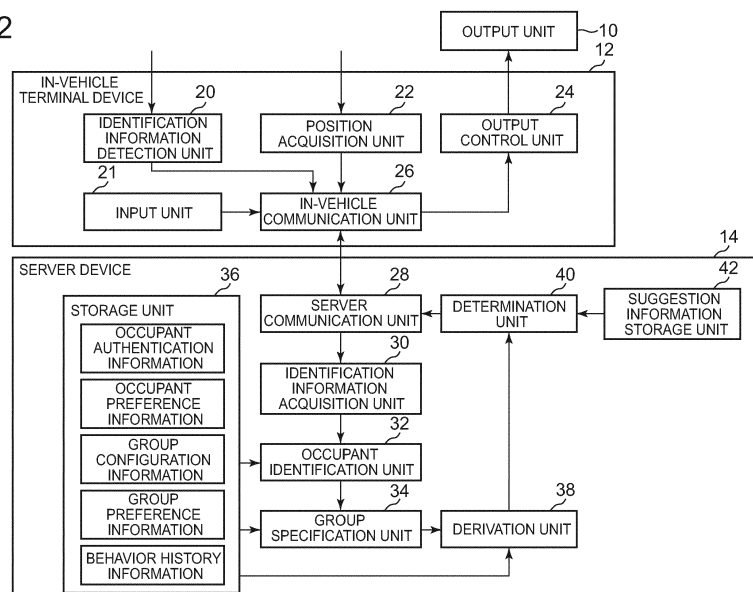 2
OUTPUT UNIT
10
12
IN-VEHICLE
TERMINAL DEVICE
20
IDENTIFICATION
INFORMATION
DETECTION UNIT
22
POSITION
ACQUISITION UNIT
24
OUTPUT
CONTROL UNIT
21
INPUT UNIT
26
IN-VEHICLE
COMMUNICATION UNIT
14
SERVER DEVICE
36
STORAGE UNIT
OCCUPANT
AUTHENTICATION
INFORMATION
OCCUPANT
PREFERENCE
INFORMATION
GROUP
CONFIGURATION
INFORMATION
GROUP
PREFERENCE
INFORMATION
BEHAVIOR HISTORY
INFORMATION
28
SERVER
COMMUNICATION UNIT
40
DETERMINATION
UNIT
42
SUGGESTION
INFORMATION
STORAGE UNIT
30
IDENTIFICATION
INFORMATION
ACQUISITION UNIT
32
OCCUPANT
IDENTIFICATION UNIT
34
GROUP
SPECIFICATION UNIT
38
DERIVATION UNIT